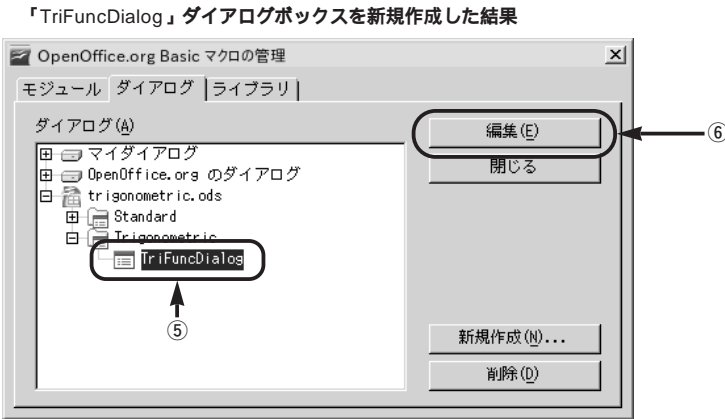 「TriFuncDialog」ダイアログボックスを新規作成した結果
OpenOffice.org Basic マクロの管理
モジュール ダイアログ ライブラリ
ダイアログ(A)
編集(E)
⑥
マイダイアログ
閉じる
OpenOffice.org のダイアログ
trigonometric.ods
Standard
Trigonometric
TriFuncDialog
⑤
新規作成(N)...
削除(D)